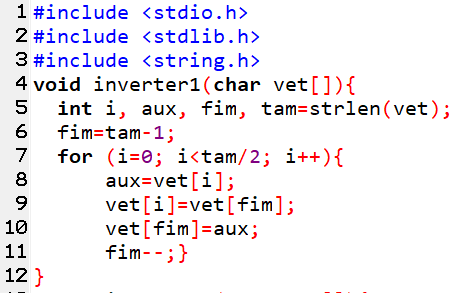 1 #include <stdio.h>
2 #include <stdlib.h>
3 #include <string.h>
4 void inverter1(char vet[]){
5   int i, aux, fim, tam=strlen(vet);
6   fim=tam-1;
7   for (i=0; i<tam/2; i++){
8       aux=vet[i];
9       vet[i]=vet[fim];
10       vet[fim]=aux;
11       fim--;}
12 }